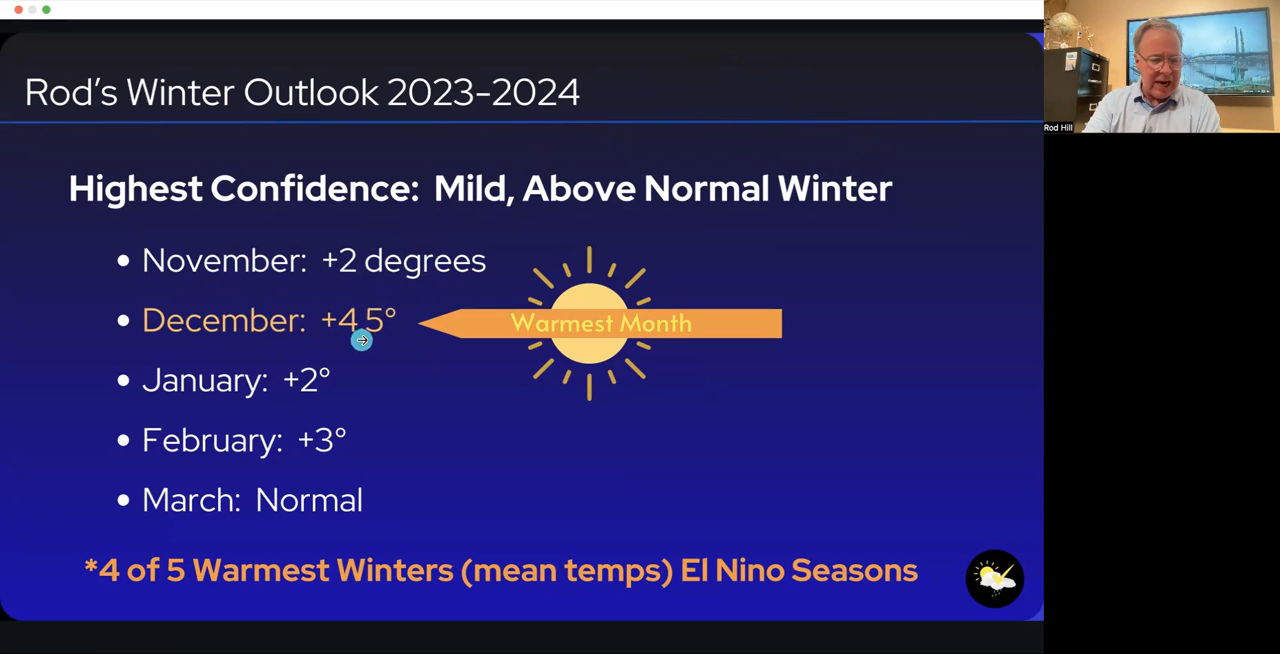 Rod's Winter Outlook 2023-2024
Rod Hill
Highest Confidence: Mild, Above Normal Winter
• November: +2 degrees
• December: +4.5°
Warmest Month
• January: +2°
• February: +3°
• March: Normal
*4 of 5 Warmest Winters (mean temps) El Nino Seasons